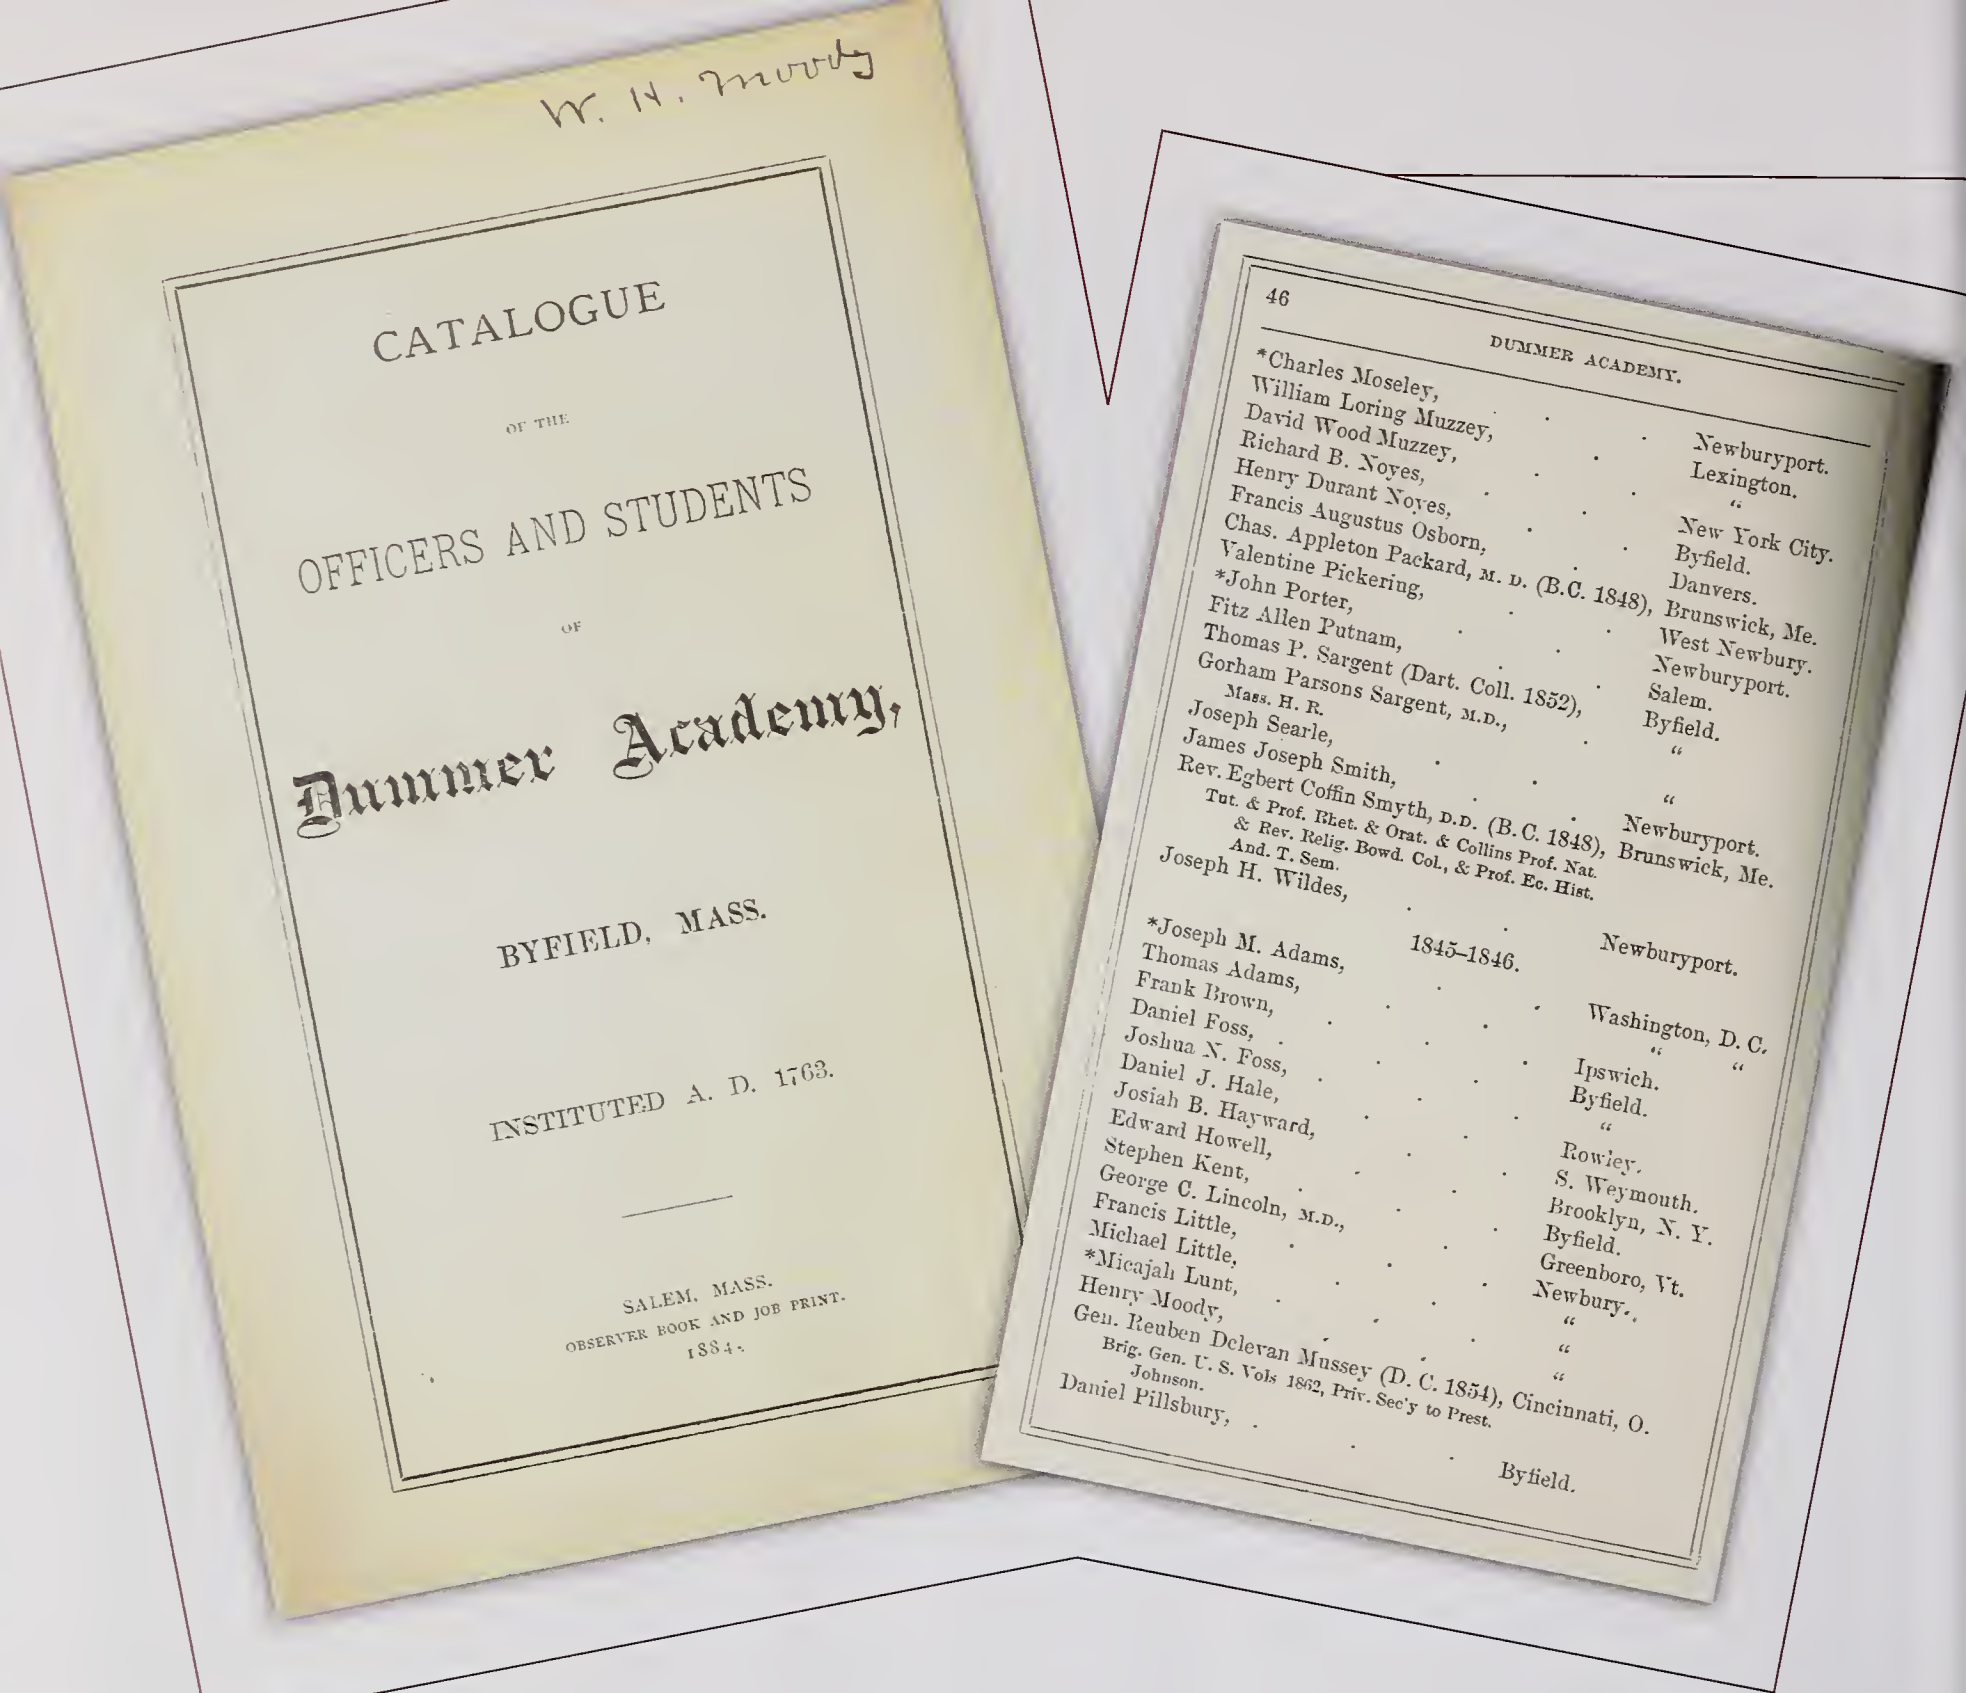 W. H. Moody
CATALOGUE
OF THE
OFFICERS AND STUDENTS
OF
Dummer Academy,
BYFIELD, MASS.
INSTITUTED A. D. 1763.
SALEM, MASS.
OBSERVER BOOK AND JOB PRINT.
1884.
46
DUMMER ACADEMY.
*Charles Moseley, . . Newburyport.
William Loring Muzzey, . . Lexington.
David Wood Muzzey, . . “
Richard B. Noyes, . . New York City.
Henry Durant Noyes, . . Byfield.
Francis Augustus Osborn, . . Danvers.
Chas. Appleton Packard, M. D. (B.C. 1848), Brunswick, Me.
Valentine Pickering, . . West Newbury.
*John Porter, . . Newburyport.
Fitz Allen Putnam, . . Salem.
Thomas P. Sargent (Dart. Coll. 1852), Byfield.
Gorham Parsons Sargent, M.D., . “
Mass. H. R.
Joseph Searle, . . “
James Joseph Smith, . . Newburyport.
Rev. Egbert Coffin Smyth, D.D. (B.C. 1848), Brunswick, Me.
Tut. & Prof. Rhet. & Orat. & Collins Prof. Nat.
& Rev. Relig. Bowd. Col., & Prof. Ec. Hist.
And. T. Sem.
Joseph H. Wildes, . . Newburyport.
1845–1846.
*Joseph M. Adams, . . Washington, D. C.
Thomas Adams, . . “ “
Frank Brown, . . . Ipswich.
Daniel Foss, . . . Byfield.
Joshua N. Foss, . . “
Daniel J. Hale, . . . Rowley.
Josiah B. Hayward, . . S. Weymouth.
Edward Howell, . . . Brooklyn, N. Y.
Stephen Kent, . . . Byfield.
George C. Lincoln, M.D., . . Greenboro, Vt.
Francis Little, . . . Newbury.
Michael Little, . . . “
*Micajah Lunt, . . . “
Henry Moody, . . . “
Gen. Reuben Delevan Mussey (D. C. 1854), Cincinnati, O.
Brig. Gen. U. S. Vols 1862, Priv. Sec'y to Prest.
Johnson.
Daniel Pillsbury, . . . Byfield.